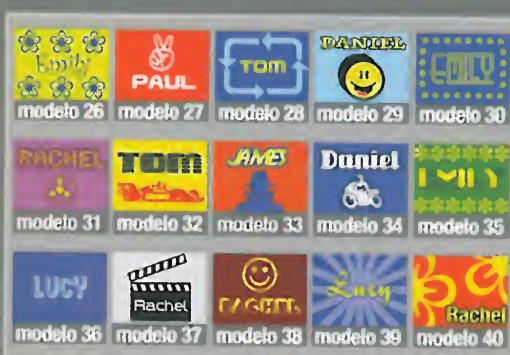 Emily
modelo 26
PAUL
modelo 27
TOM
modelo 28
DANIEL
modelo 29
EMILY
modelo 30
RACHEL
modelo 31
TOM
modelo 32
JAMES
modelo 33
Daniel
modelo 34
EMILY
modelo 35
LUCY
modelo 36
Rachel
modelo 37
RACHEL
modelo 38
Lucy
modelo 39
Rachel
modelo 40